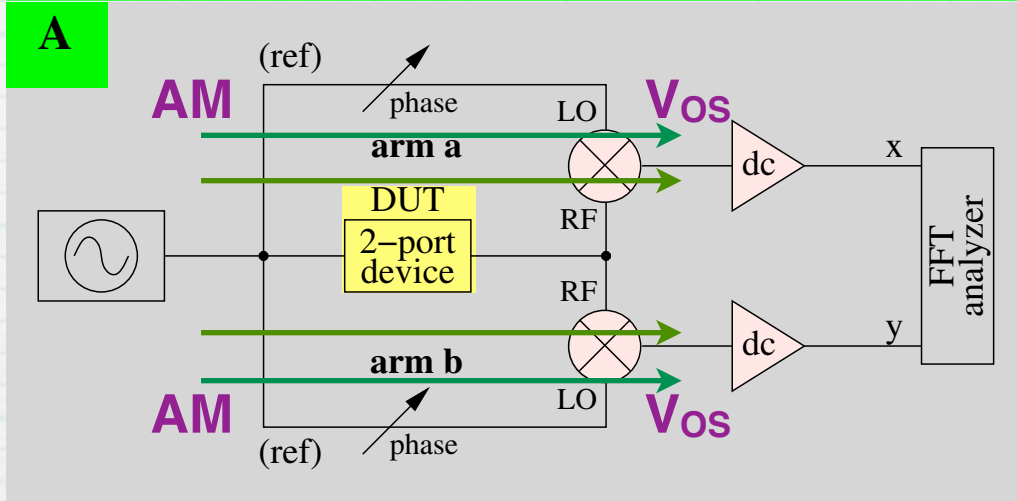 A
(ref)
AM
phase
LO
VOS
arm a
dc
x
DUT
RF
2−port
device
FFT
analyzer
RF
dc
y
arm b
LO
AM
VOS
(ref)
phase